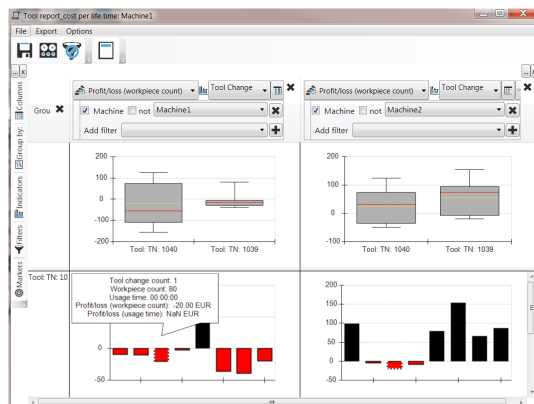 Tool report_cost per life time: Machine1
File Export Options
... x
... x
Columns
Group by:
Indicators
Filters
Markers
Grou
Profit/loss (workpiece count) Tool Change
Machine not Machine1
Add filter
Profit/loss (workpiece count) Tool Change
Machine not Machine2
Add filter
200
100
0
-100
-200
Tool: TN: 1040 Tool: TN: 1039
200
100
0
-100
Tool: TN: 1040 Tool: TN: 1039
Tool: TN: 10
Tool change count: 1
Workpiece count: 80
Usage time: 00:00:00
Profit/loss (workpiece count): -20.00 EUR
Profit/loss (usage time): NaN EUR
0
-50
200
150
100
50
0
-50